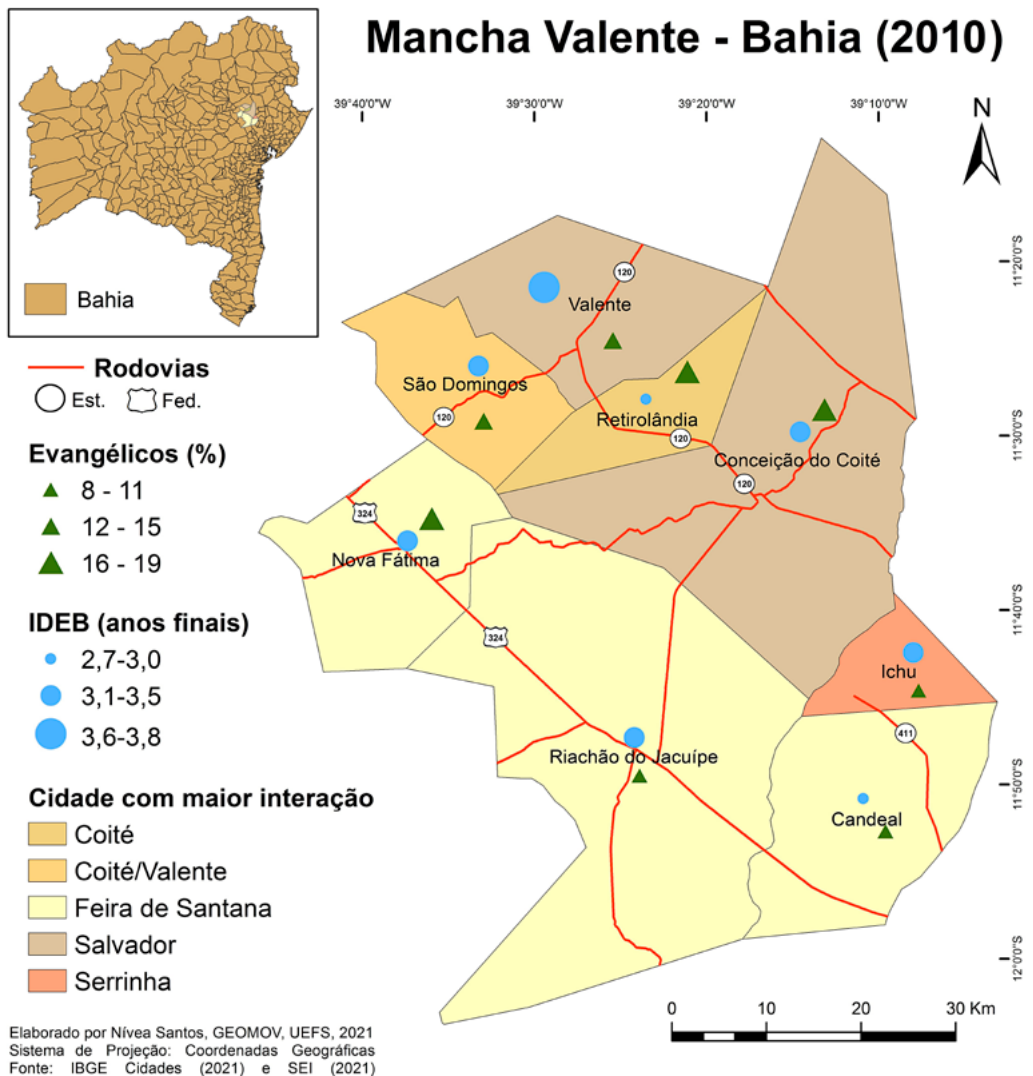 Mancha Valente - Bahia (2010)
39°40'0"W
39°30'0"W
39°20'0"W
39°10'0"W
N
Bahia
Rodovias
Est.
Fed.
Evangélicos (%)
8 - 11
12 - 15
16 - 19
IDEB (anos finais)
2,7-3,0
3,1-3,5
3,6-3,8
Cidade com maior interação
Coité
Coité/Valente
Feira de Santana
Salvador
Serrinha
Elaborado por Nívea Santos, GEOMOV, UEFS, 2021
Sistema de Projeção: Coordenadas Geográficas
Fonte: IBGE Cidades (2021) e SEI (2021)
120
Valente
São Domingos
120
Retirolândia
120
Conceição do Coité
120
324
Nova Fátima
324
Ichu
411
Riachão do Jacuípe
Candeal
11°20'0"S
11°30'0"S
11°40'0"S
11°50'0"S
12°0'0"S
0 10 20 30 Km